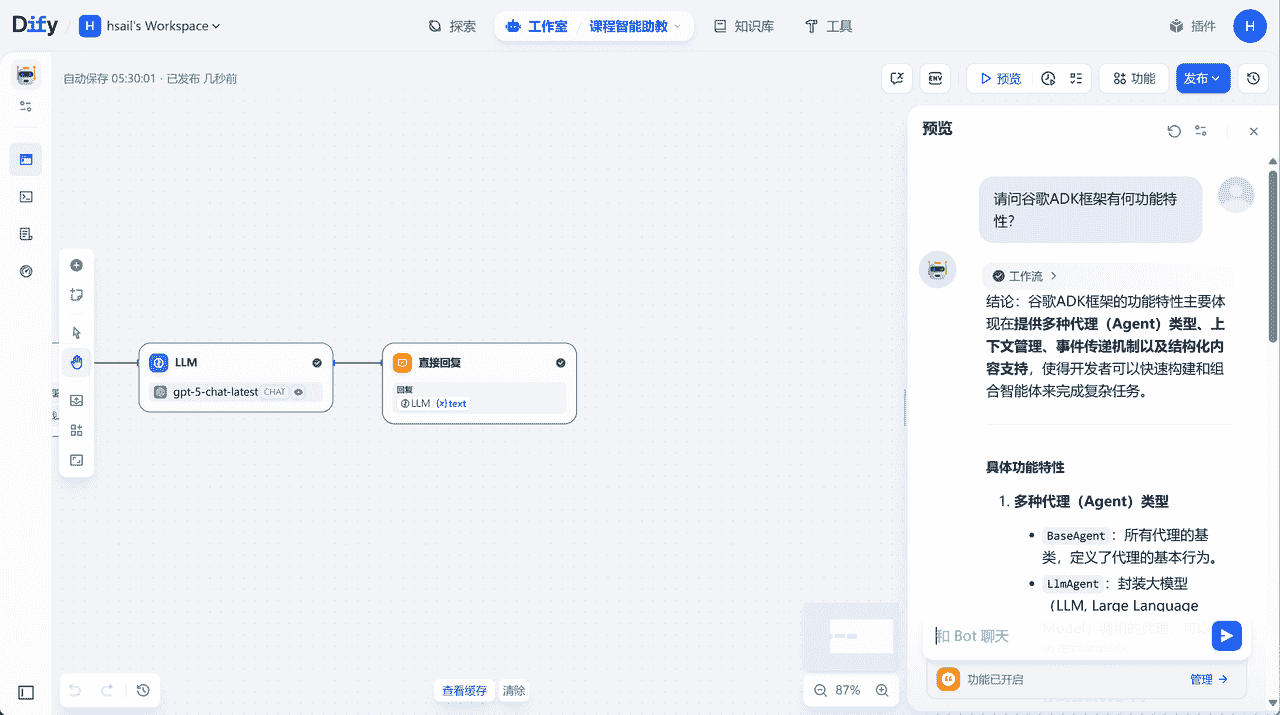 Dify / H hsail's Workspace
探索
工作室 / 课程智能助教
知识库
工具
插件
H
自动保存 05:30:01 · 已发布 几秒前
ENV
预览
功能
发布
预览
请问谷歌ADK框架有何功能特
性?
工作流
结论：谷歌ADK框架的功能特性主要体
现在提供多种代理（Agent）类型、上
下文管理、事件传递机制以及结构化内
容支持，使得开发者可以快速构建和组
合智能体来完成复杂任务。
具体功能特性
1. 多种代理（Agent）类型
• BaseAgent：所有代理的基
类，定义了代理的基本行为。
• LlmAgent：封装大模型
（LLM, Large Language
和 Bot 聊天
功能已开启
管理 →
LLM
gpt-5-chat-latest CHAT
直接回复
回复
LLM {x} text
查看缓存
清除
87%